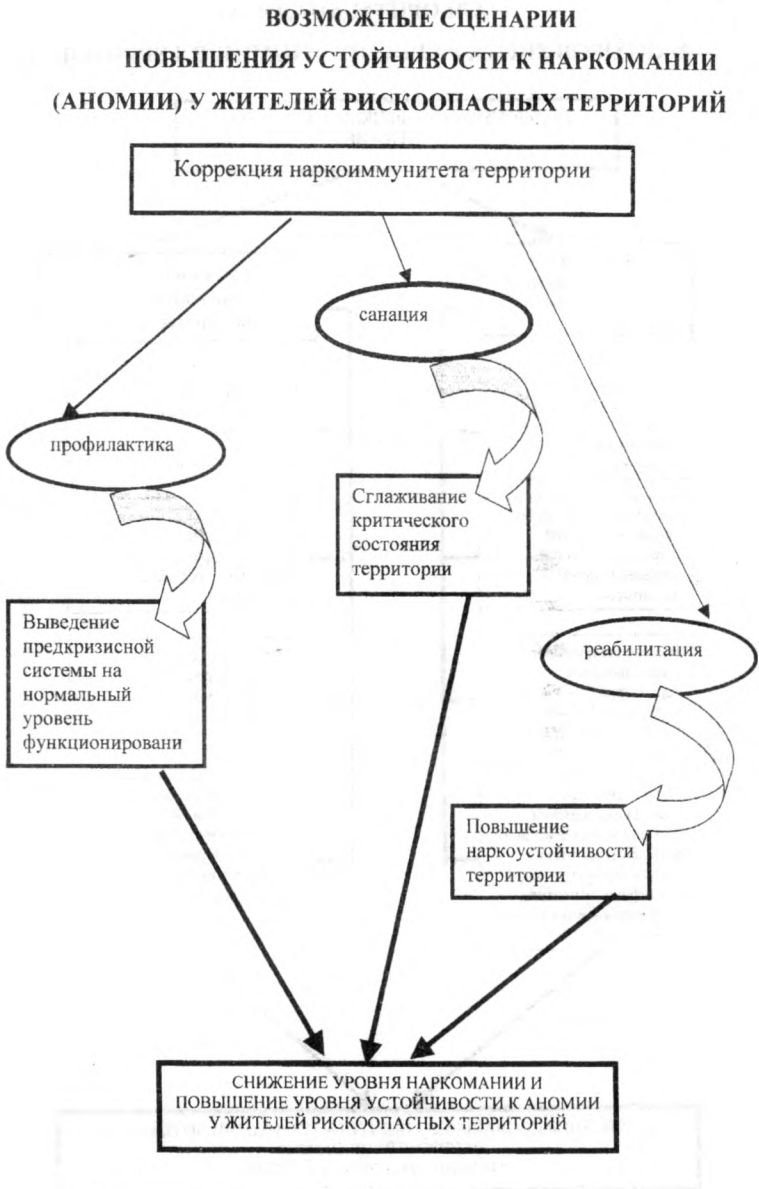 ВОЗМОЖНЫЕ СЦЕНАРИИ
ПОВЫШЕНИЯ УСТОЙЧИВОСТИ К НАРКОМАНИИ
(АНОМИИ) У ЖИТЕЛЕЙ РИСКООПАСНЫХ ТЕРРИТОРИЙ
Коррекция наркоиммунитета территории
санация
профилактика
Сглаживание
критического
состояния
территории
Выведение
предкризисной
системы на
нормальный
уровень
функционировани
реабилитация
Повышение
наркоустойчивости
территории
СНИЖЕНИЕ УРОВНЯ НАРКОМАНИИ И
ПОВЫШЕНИЕ УРОВНЯ УСТОЙЧИВОСТИ К АНОМИИ
У ЖИТЕЛЕЙ РИСКООПАСНЫХ ТЕРРИТОРИЙ